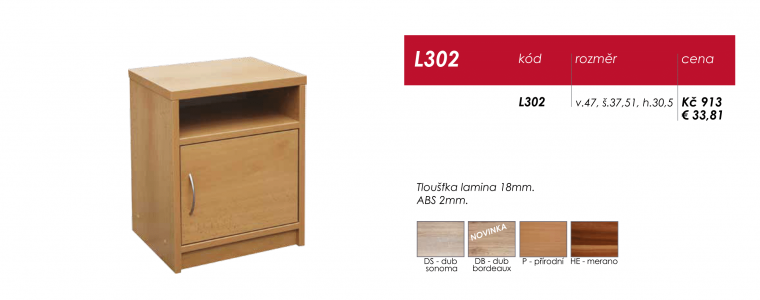 L302 kód rozměr cena
L302 v.47, š.37,51, h.30,5 Kč 913
€ 33,81
Tloušťka lamina 18mm.
ABS 2mm.
NOVINKA
DS - dub sonoma
DB - dub bordeaux
P - přírodní
HE - merano